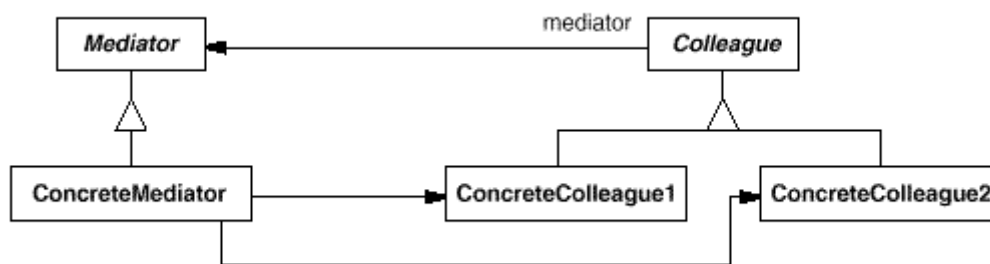 mediator
Mediator
Colleague
ConcreteMediator
ConcreteColleague1
ConcreteColleague2